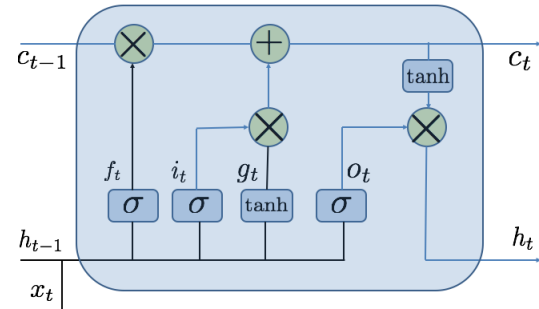 c_{t-1} × + c_t
tanh
× ×
f_t i_t g_t o_t
σ σ tanh σ
h_{t-1} h_t
x_t